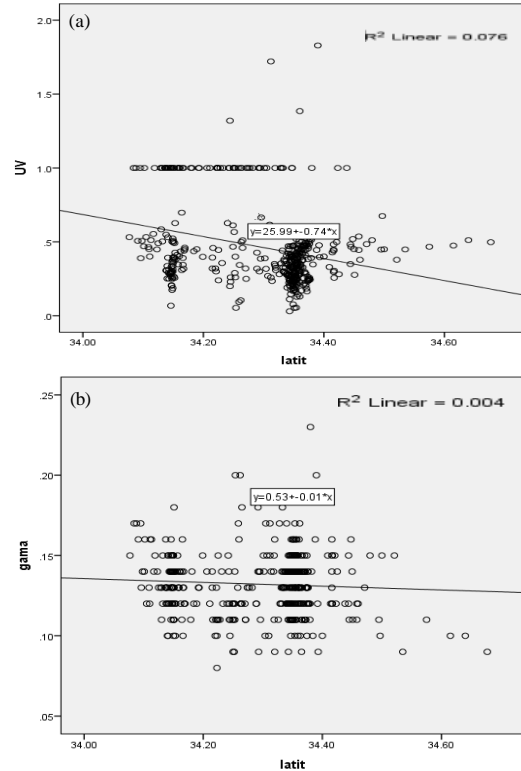 (a)
R² Linear = 0.076
2.0
1.5
1.0
.5
.0
UV
y=25.99+-0.74*x
34.00 34.20 34.40 34.60
latit
(b)
R² Linear = 0.004
.25
.20
.15
.10
.05
gama
y=0.53+-0.01*x
34.00 34.20 34.40 34.60
latit